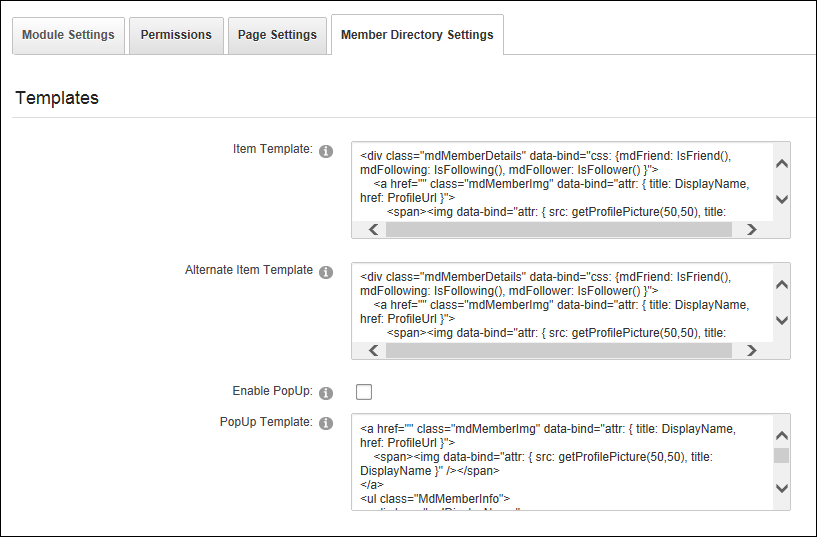 Module Settings
Permissions
Page Settings
Member Directory Settings
Templates
Item Template:
<div class="mdMemberDetails" data-bind="css: {mdFriend: IsFriend(),
mdFollowing: IsFollowing(), mdFollower: IsFollower() }">
<a href="" class="mdMemberImg" data-bind="attr: { title: DisplayName,
href: ProfileUrl }">
<span><img data-bind="attr: { src: getProfilePicture(50,50), title:
Alternate Item Template
<div class="mdMemberDetails" data-bind="css: {mdFriend: IsFriend(),
mdFollowing: IsFollowing(), mdFollower: IsFollower() }">
<a href="" class="mdMemberImg" data-bind="attr: { title: DisplayName,
href: ProfileUrl }">
<span><img data-bind="attr: { src: getProfilePicture(50,50), title:
Enable PopUp:
PopUp Template:
<a href="" class="mdMemberImg" data-bind="attr: { title: DisplayName,
href: ProfileUrl }">
<span><img data-bind="attr: { src: getProfilePicture(50,50), title:
DisplayName }" /></span>
</a>
<ul class="MdMemberInfo">